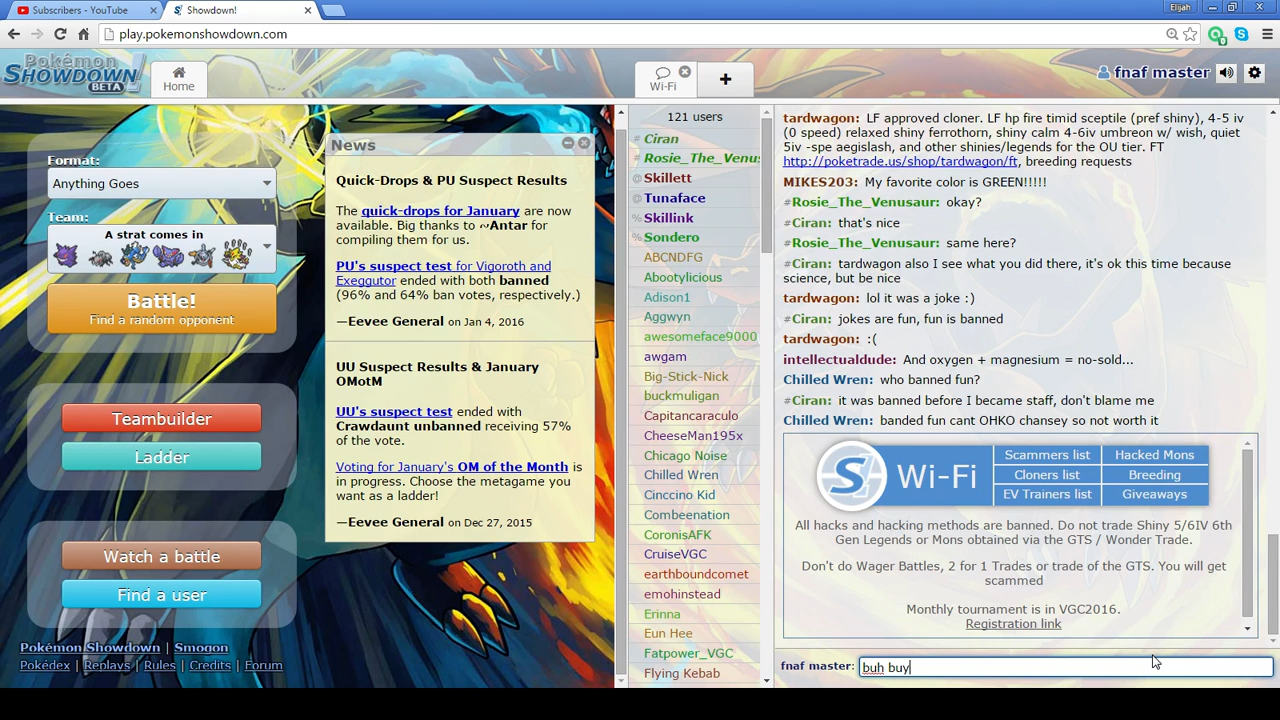 Subscribers - YouTube
Showdown!
Elijah
play.pokemonshowdown.com
Pokémon
SHOWDOWN!
BETA
Home
Wi-Fi
fnaf master
Format:
Anything Goes
Team:
A strat comes in
Battle!
Find a random opponent
Teambuilder
Ladder
Watch a battle
Find a user
Pokémon Showdown | Smogon
Pokédex | Replays | Rules | Credits | Forum
News
Quick-Drops & PU Suspect Results
The quick-drops for January are now
available. Big thanks to ~Antar for
compiling them for us.
PU's suspect test for Vigoroth and
Exeggutor ended with both banned
(96% and 64% ban votes, respectively.)
—Eevee General on Jan 4, 2016
UU Suspect Results & January
OMotM
UU's suspect test ended with
Crawdaunt unbanned receiving 57%
of the vote.
Voting for January's OM of the Month is
in progress. Choose the metagame you
want as a ladder!
—Eevee General on Dec 27, 2015
121 users
#Ciran
#Rosie_The_Venus
@Skillett
@Tunaface
%Skillink
%Sondero
ABCNDFG
Abootylicious
Adison1
Aggwyn
awesomeface9000
awgam
Big-Stick-Nick
buckmuligan
Capitancaraculo
CheeseMan195x
Chicago Noise
Chilled Wren
Cinccino Kid
Combeenation
CoronisAFK
CruiseVGC
earthboundcomet
emohinstead
Erinna
Eun Hee
Fatpower_VGC
Flying Kebab
tardwagon: LF approved cloner. LF hp fire timid sceptile (pref shiny), 4-5 iv
(0 speed) relaxed shiny ferrothorn, shiny calm 4-6iv umbreon w/ wish, quiet
5iv -spe aegislash, and other shinies/legends for the OU tier. FT
http://poketrade.us/shop/tardwagon/ft, breeding requests
MIKES203: My favorite color is GREEN!!!!!
#Rosie_The_Venusaur: okay?
#Ciran: that's nice
#Rosie_The_Venusaur: same here?
#Ciran: tardwagon also I see what you did there, it's ok this time because
science, but be nice
tardwagon: lol it was a joke :)
#Ciran: jokes are fun, fun is banned
tardwagon: :(
intellectualdude: And oxygen + magnesium = no-sold...
Chilled Wren: who banned fun?
#Ciran: it was banned before I became staff, don't blame me
Chilled Wren: banded fun cant OHKO chansey so not worth it
S Wi-Fi
Scammers list Hacked Mons
Cloners list Breeding
EV Trainers list Giveaways
All hacks and hacking methods are banned. Do not trade Shiny 5/6IV 6th
Gen Legends or Mons obtained via the GTS / Wonder Trade.
Don't do Wager Battles, 2 for 1 Trades or trade of the GTS. You will get
scammed
Monthly tournament is in VGC2016.
Registration link
fnaf master: buh buy